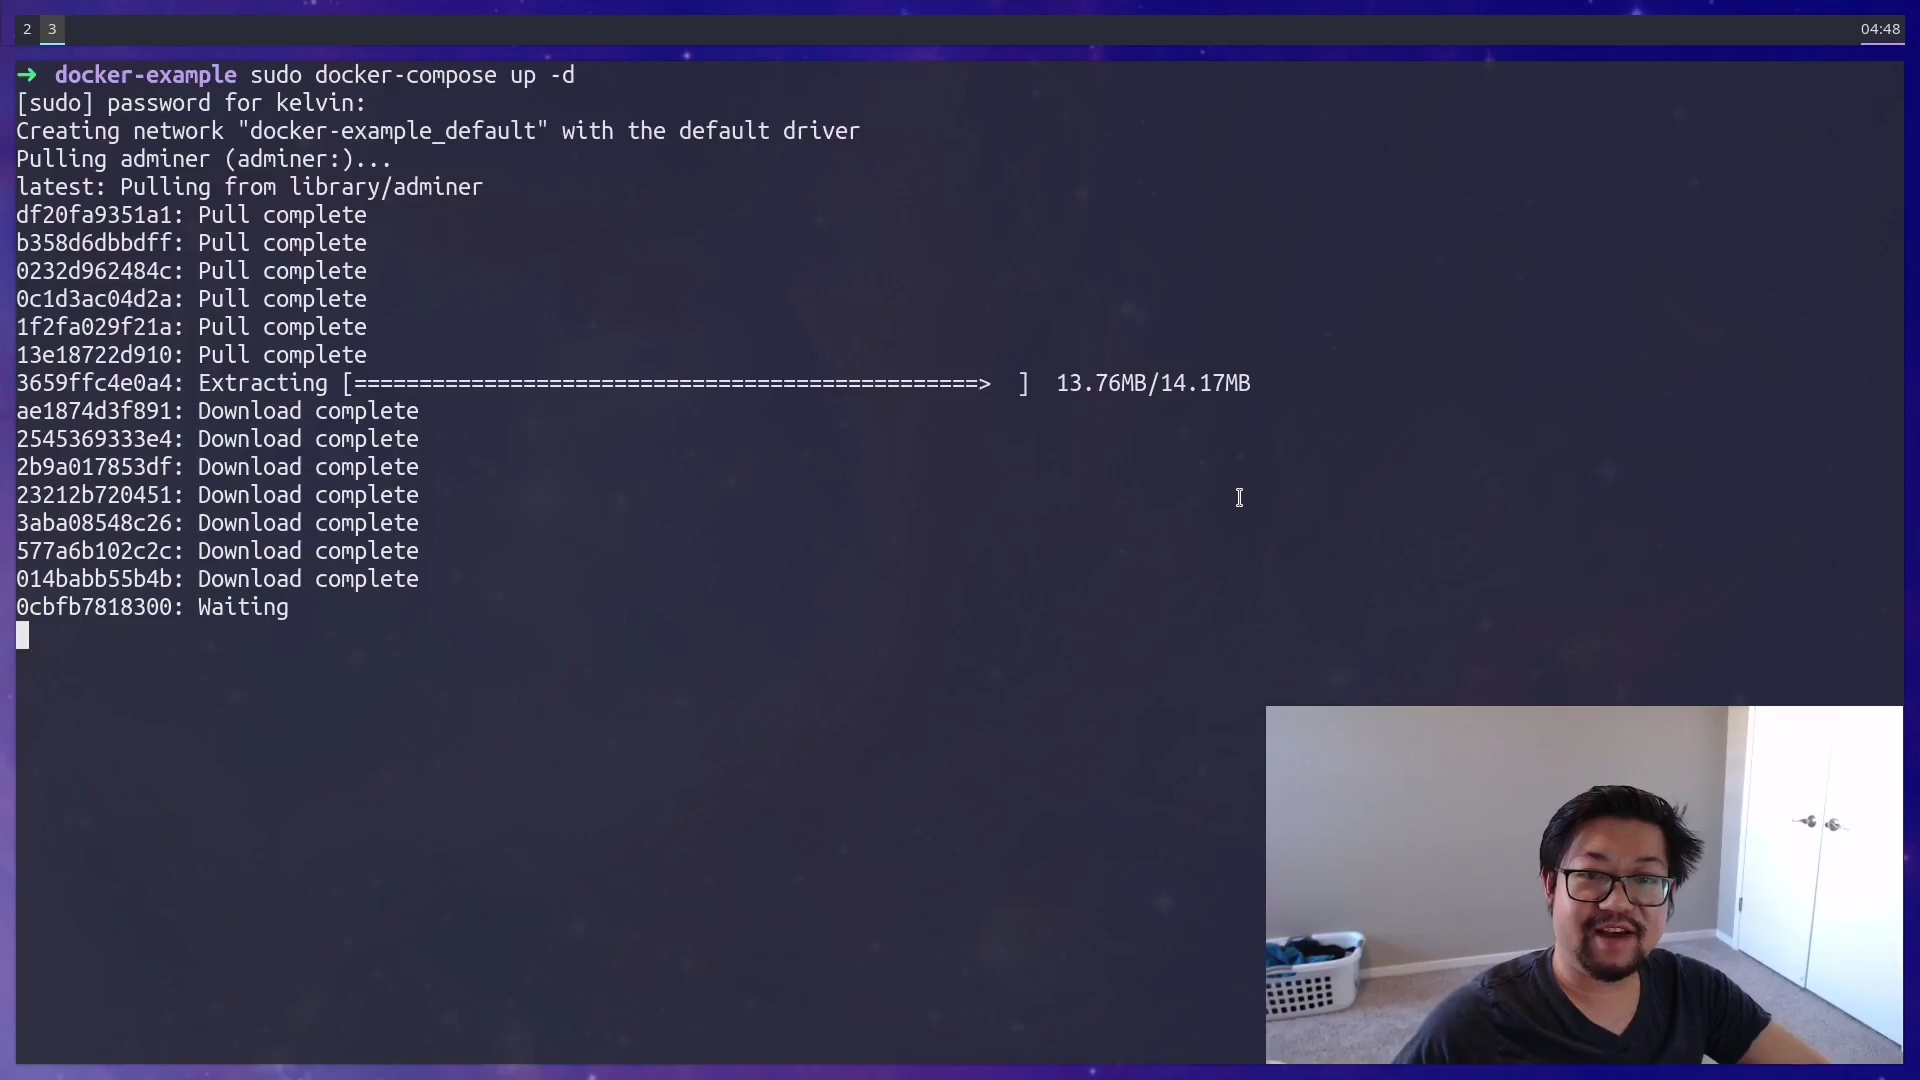 2 3 04:48
➜ docker-example sudo docker-compose up -d
[sudo] password for kelvin:
Creating network "docker-example_default" with the default driver
Pulling adminer (adminer:)...
latest: Pulling from library/adminer
df20fa9351a1: Pull complete
b358d6dbbdff: Pull complete
0232d962484c: Pull complete
0c1d3ac04d2a: Pull complete
1f2fa029f21a: Pull complete
13e18722d910: Pull complete
3659ffc4e0a4: Extracting [================================================>  ]  13.76MB/14.17MB
ae1874d3f891: Download complete
2545369333e4: Download complete
2b9a017853df: Download complete
23212b720451: Download complete
3aba08548c26: Download complete
577a6b102c2c: Download complete
014babb55b4b: Download complete
0cbfb7818300: Waiting